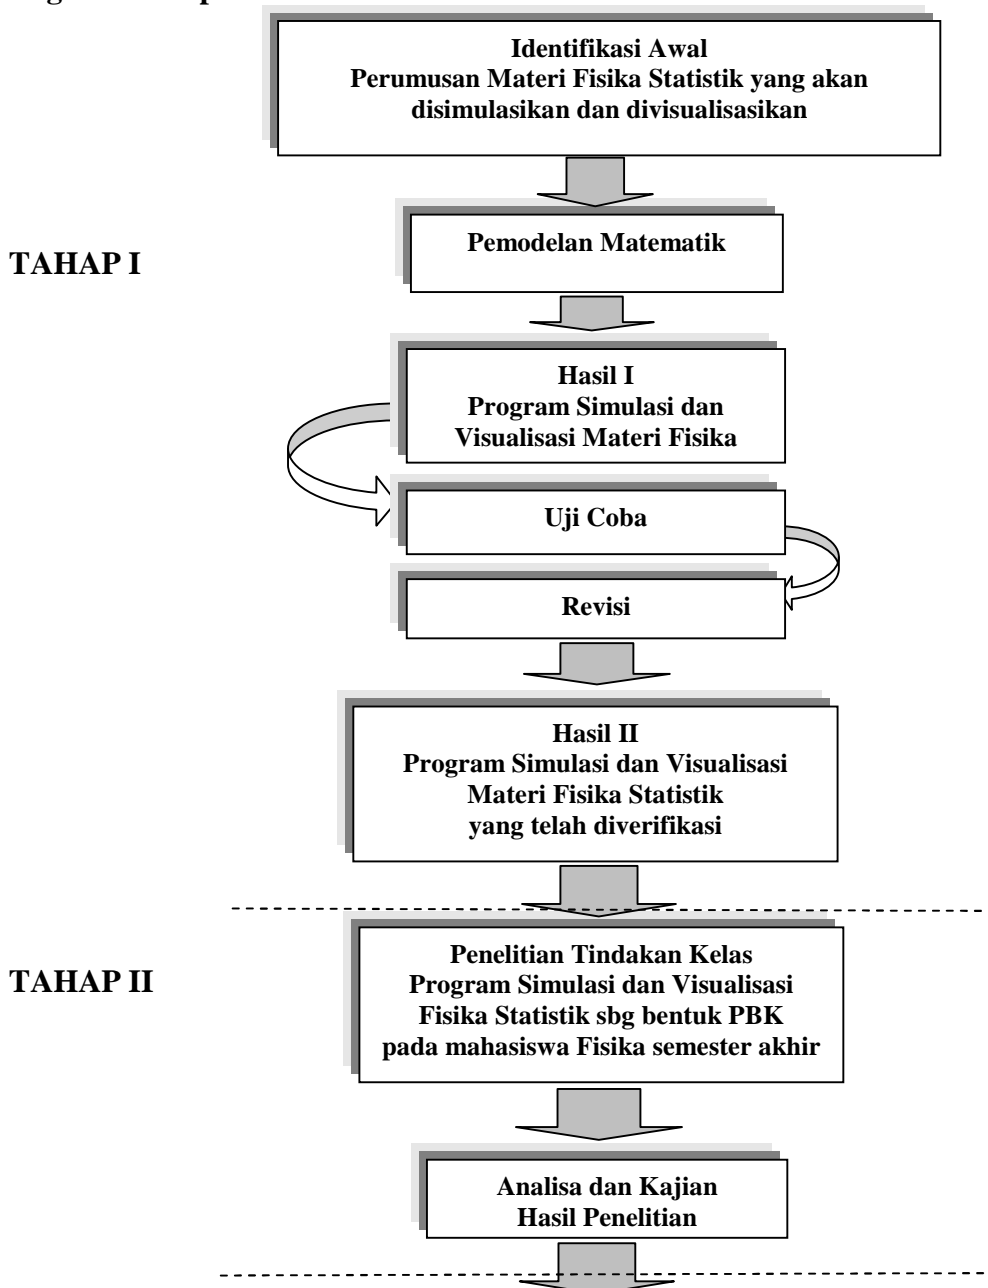 Identifikasi Awal
Perumusan Materi Fisika Statistik yang akan
disimulasikan dan divisualisasikan
TAHAP I
Pemodelan Matematik
Hasil I
Program Simulasi dan
Visualisasi Materi Fisika
Uji Coba
Revisi
Hasil II
Program Simulasi dan Visualisasi
Materi Fisika Statistik
yang telah diverifikasi
TAHAP II
Penelitian Tindakan Kelas
Program Simulasi dan Visualisasi
Fisika Statistik sbg bentuk PBK
pada mahasiswa Fisika semester akhir
Analisa dan Kajian
Hasil Penelitian